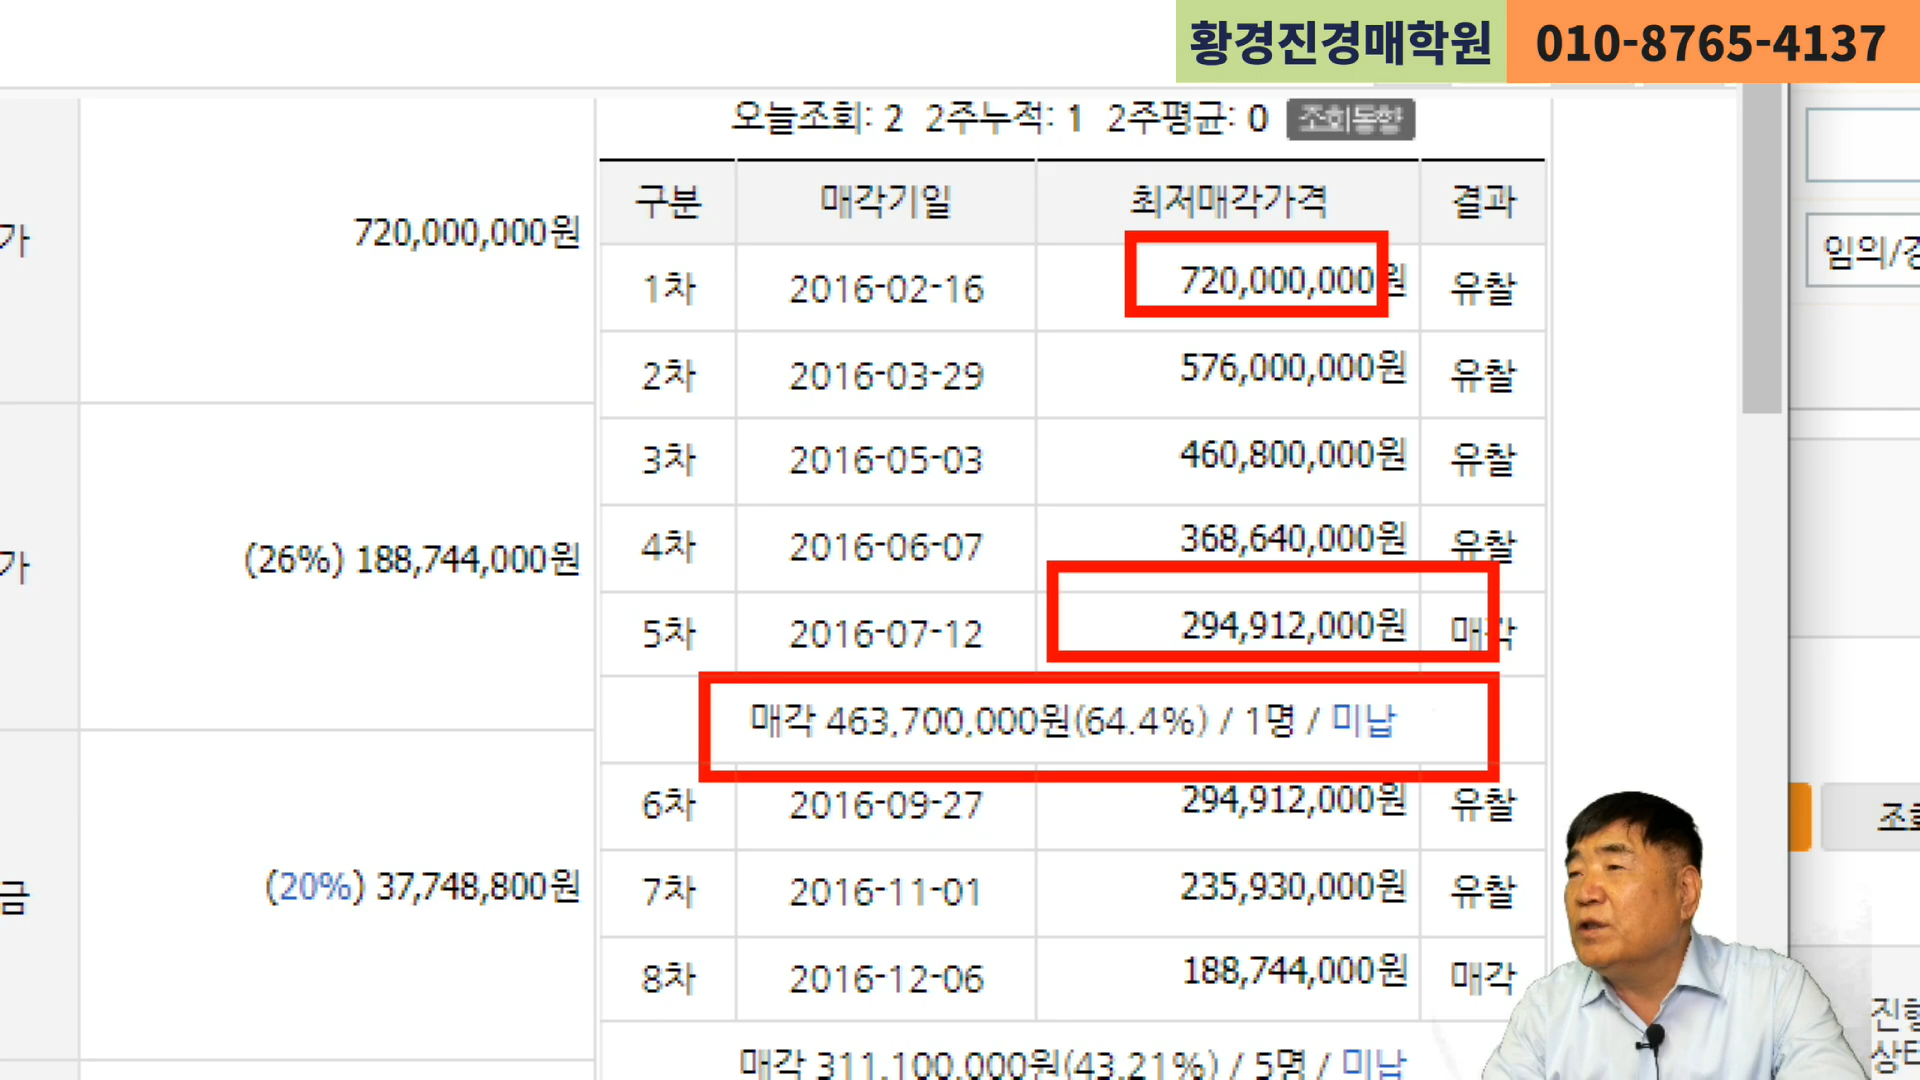 황경진경매학원 010-8765-4137
오늘조회: 2 2주누적: 1 2주평균: 0 조회동향
구분 매각기일 최저매각가격 결과
가 720,000,000원
1차 2016-02-16 720,000,000원 유찰
2차 2016-03-29 576,000,000원 유찰
3차 2016-05-03 460,800,000원 유찰
가 (26%) 188,744,000원
4차 2016-06-07 368,640,000원 유찰
5차 2016-07-12 294,912,000원 매각
매각 463,700,000원(64.4%) / 1명 / 미납
6차 2016-09-27 294,912,000원 유찰
금 (20%) 37,748,800원
7차 2016-11-01 235,930,000원 유찰
8차 2016-12-06 188,744,000원 매각
매각 311,100,000원(43.21%) / 5명 / 미납
임의/